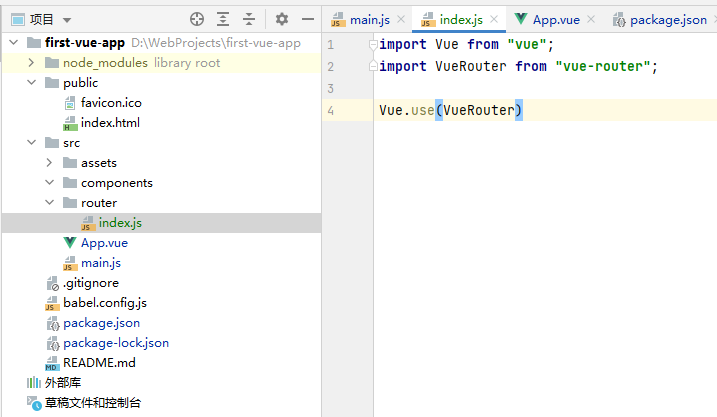 项目
first-vue-app D:\WebProjects\first-vue-app
node_modules library root
public
favicon.ico
index.html
src
assets
components
router
index.js
App.vue
main.js
.gitignore
babel.config.js
package.json
package-lock.json
README.md
外部库
草稿文件和控制台
main.js index.js App.vue package.json
1 import Vue from "vue";
2 import VueRouter from "vue-router";
3
4 Vue.use(VueRouter)